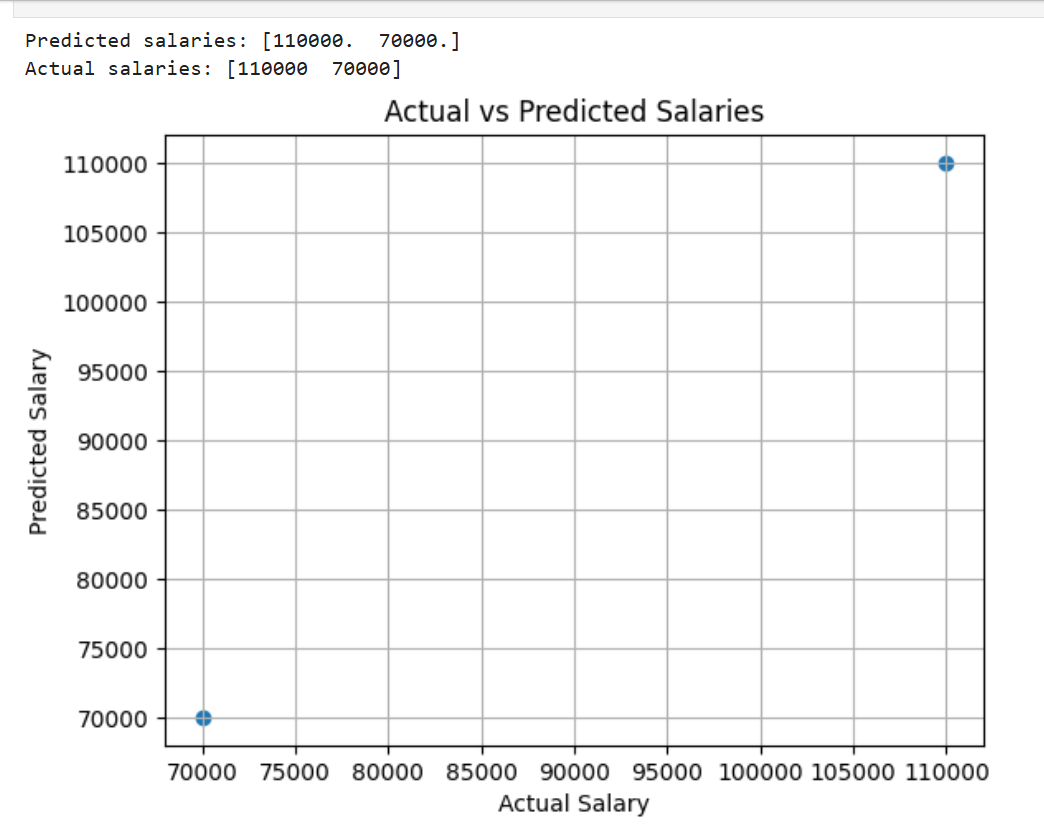 Predicted salaries: [110000.  70000.]
Actual salaries: [110000  70000]
Actual vs Predicted Salaries
110000
105000
100000
95000
90000
85000
80000
75000
70000
Predicted Salary
70000 75000 80000 85000 90000 95000 100000 105000 110000
Actual Salary